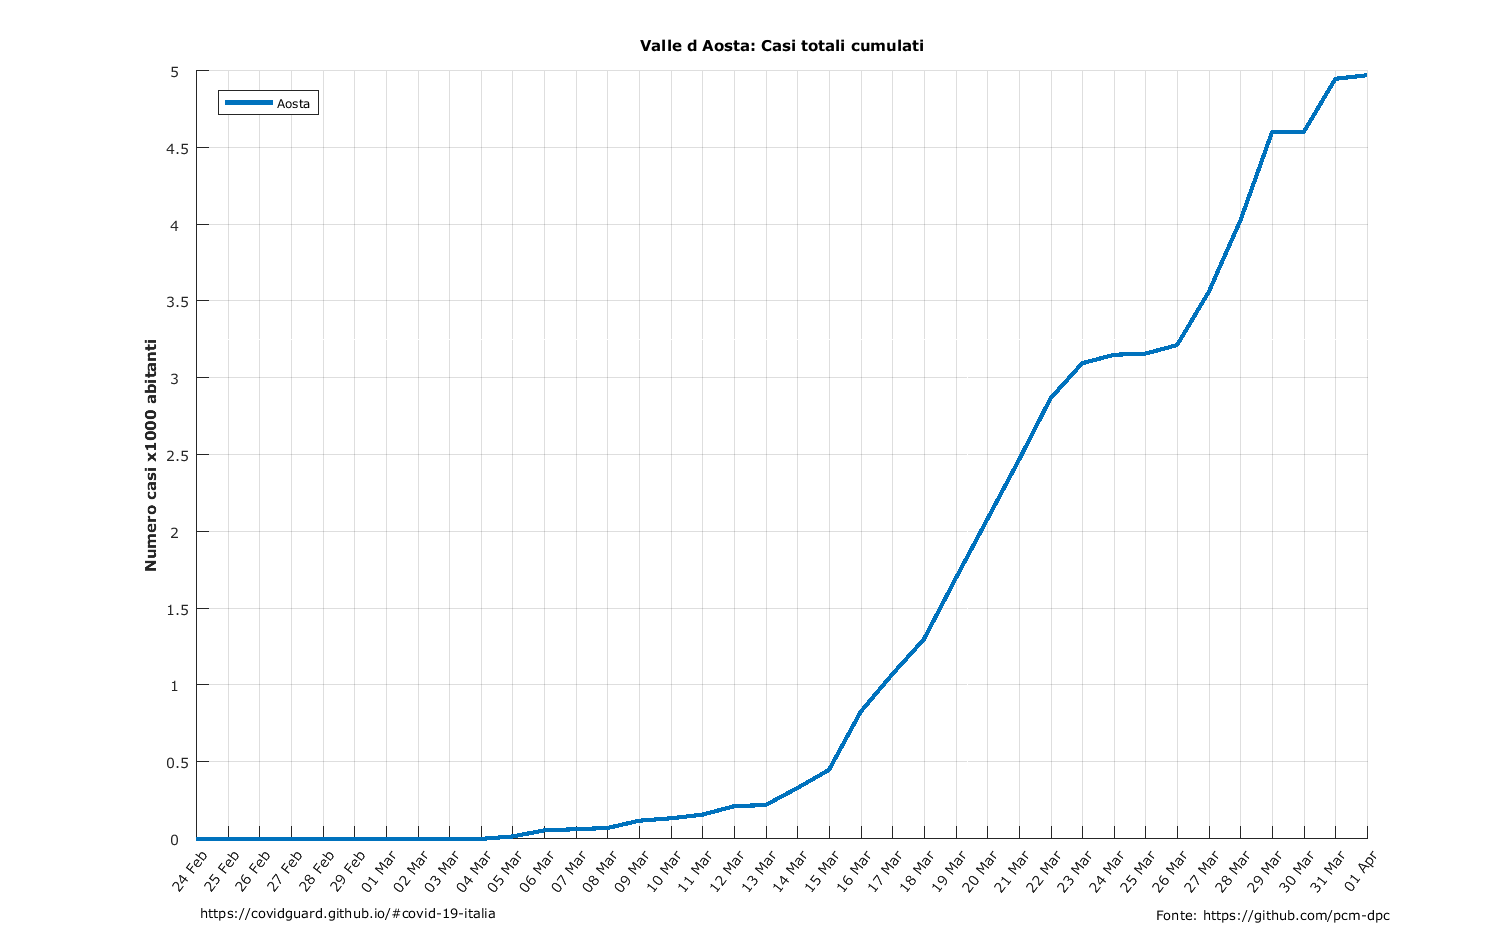 Valle d Aosta: Casi totali cumulati
Aosta
Numero casi x1000 abitanti
5
4.5
4
3.5
3
2.5
2
1.5
1
0.5
0
24 Feb
25 Feb
26 Feb
27 Feb
28 Feb
29 Feb
01 Mar
02 Mar
03 Mar
04 Mar
05 Mar
06 Mar
07 Mar
08 Mar
09 Mar
10 Mar
11 Mar
12 Mar
13 Mar
14 Mar
15 Mar
16 Mar
17 Mar
18 Mar
19 Mar
20 Mar
21 Mar
22 Mar
23 Mar
24 Mar
25 Mar
26 Mar
27 Mar
28 Mar
29 Mar
30 Mar
31 Mar
01 Apr
https://covidguard.github.io/#covid-19-italia
Fonte: https://github.com/pcm-dpc